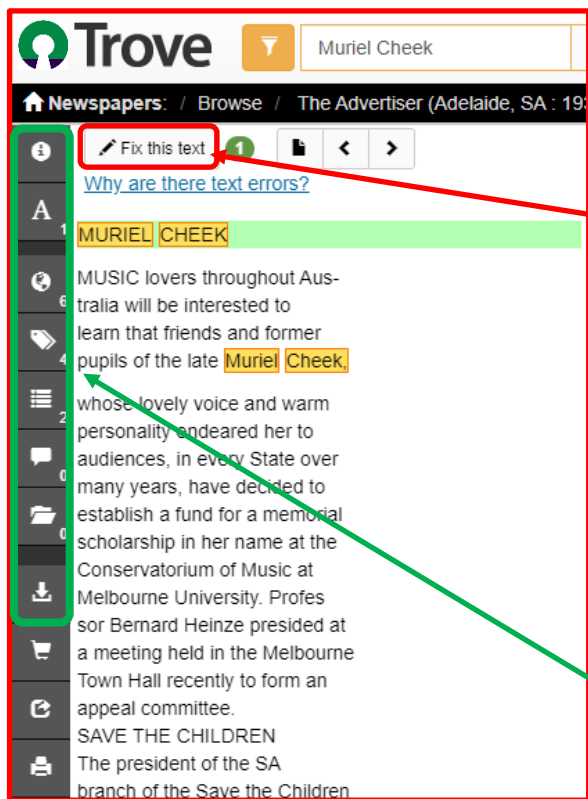 Trove
Muriel Cheek
Newspapers: / Browse / The Advertiser (Adelaide, SA : 193
Fix this text 1
Why are there text errors?
A 1
MURIEL CHEEK
MUSIC lovers throughout Aus-
6 tralia will be interested to
learn that friends and former
4 pupils of the late Muriel Cheek,
whose lovely voice and warm
2
personality endeared her to
audiences, in every State over
0
many years, have decided to
establish a fund for a memorial
0
scholarship in her name at the
Conservatorium of Music at
Melbourne University. Profes
sor Bernard Heinze presided at
a meeting held in the Melbourne
Town Hall recently to form an
appeal committee.
SAVE THE CHILDREN
The president of the SA
branch of the Save the Children